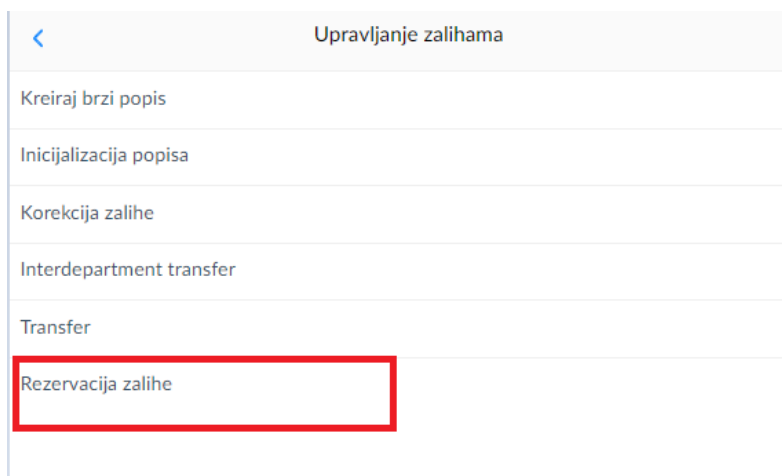 Upravljanje zalihama
Kreiraj brzi popis
Inicijalizacija popisa
Korekcija zalihe
Interdepartment transfer
Transfer
Rezervacija zalihe